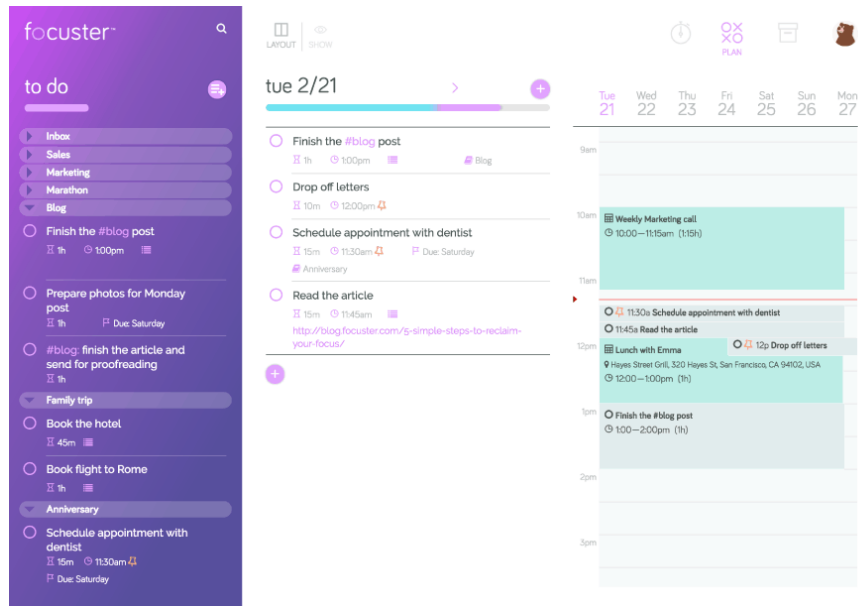 focuster™
to do
Inbox
Sales
Marketing
Marathon
Blog
Finish the #blog post
1h 1:00pm
Prepare photos for Monday
post
1h Due: Saturday
#blog: finish the article and
send for proofreading
1h
Family trip
Book the hotel
45m
Book flight to Rome
1h
Anniversary
Schedule appointment with
dentist
15m 11:30am
Due: Saturday
LAYOUT SHOW
tue 2/21
Finish the #blog post
1h 1:00pm Blog
Drop off letters
10m 12:00pm
Schedule appointment with dentist
15m 11:30am Due: Saturday
Anniversary
Read the article
15m 11:45am
http://blog.focuster.com/5-simple-steps-to-reclaim-
your-focus/
PLAN
Tue Wed Thu Fri Sat Sun Mon
21 22 23 24 25 26 27
9am
10am
Weekly Marketing call
10:00—11:15am (1:15h)
11am
11:30a Schedule appointment with dentist
11:45a Read the article
12pm
Lunch with Emma
12p Drop off letters
Hayes Street Grill, 320 Hayes St, San Francisco, CA 94102, USA
12:00—1:00pm (1h)
1pm
Finish the #blog post
1:00—2:00pm (1h)
2pm
3pm